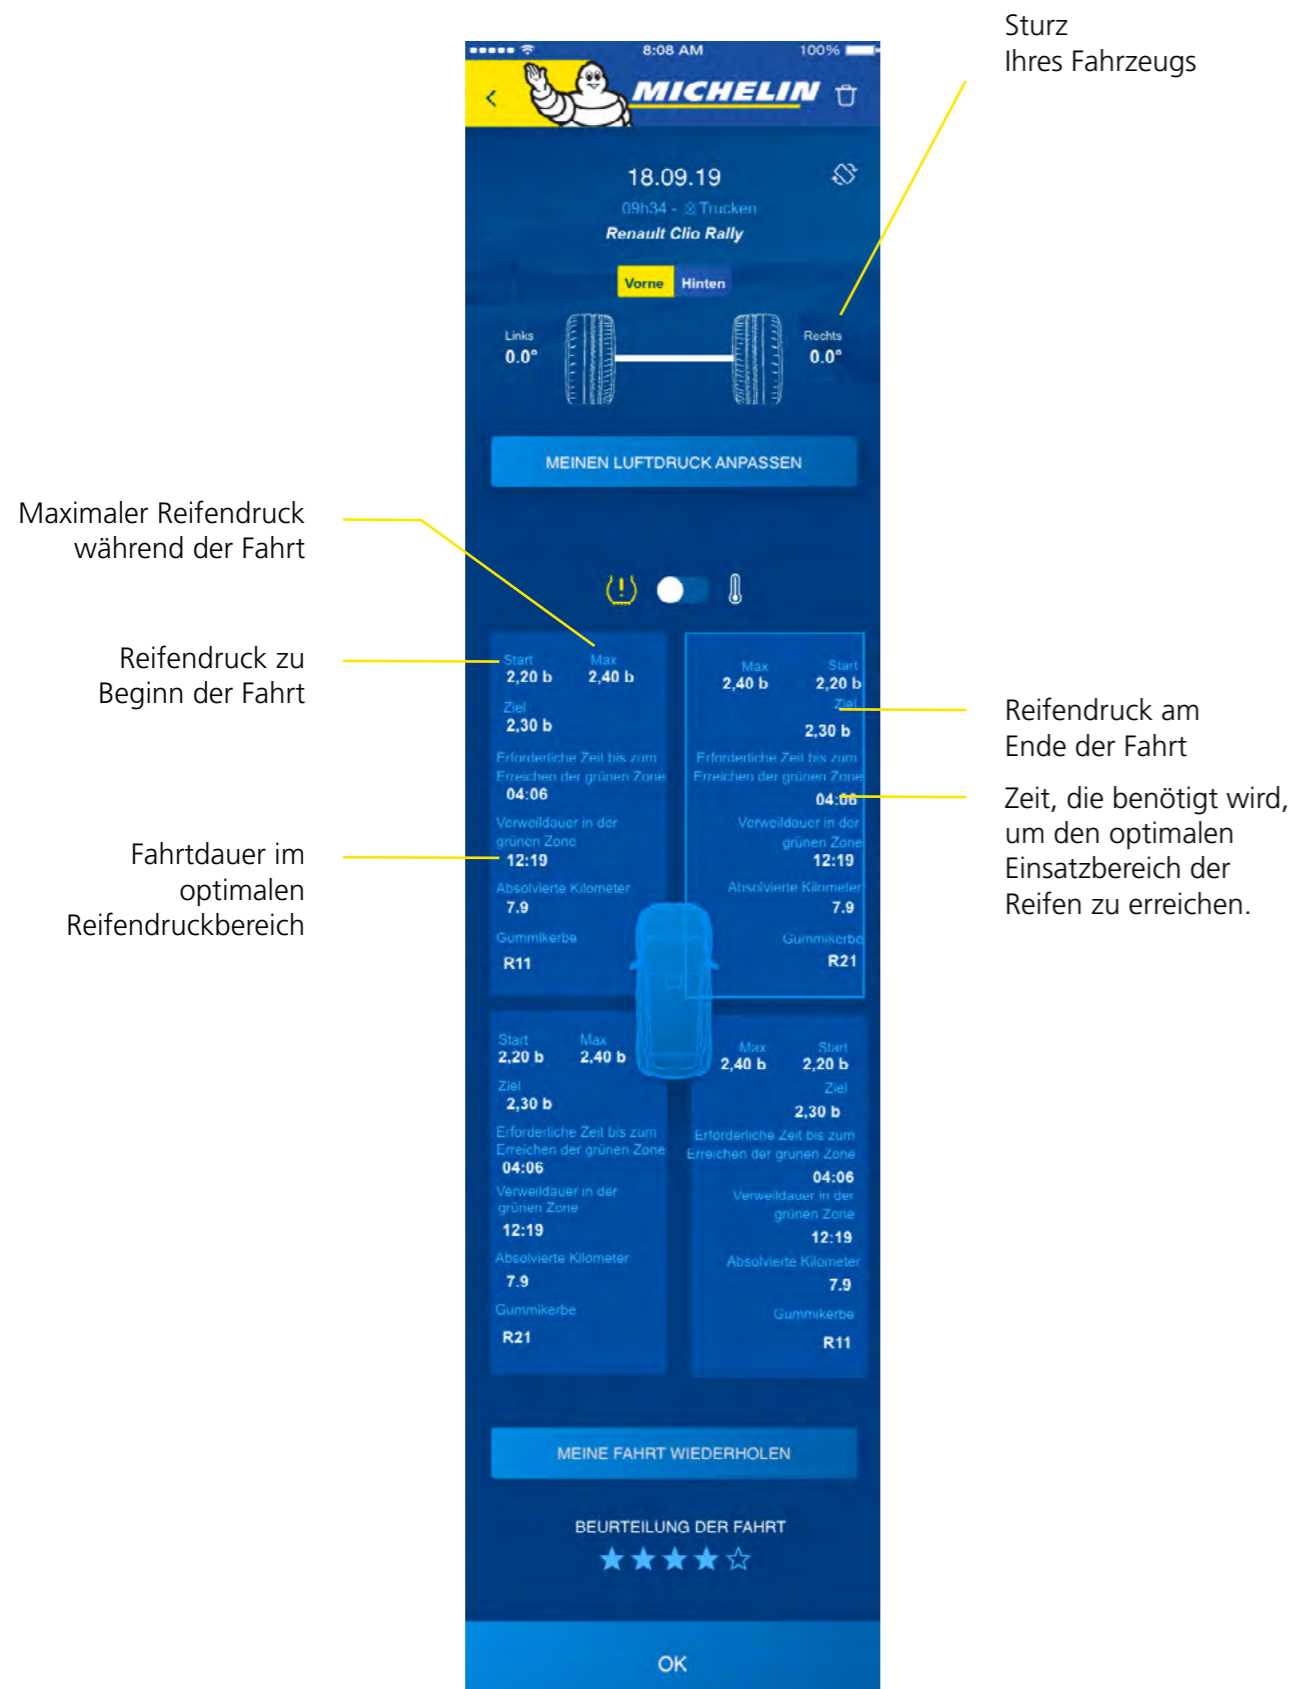 Sturz
Ihres Fahrzeugs
8:08 AM
100%
MICHELIN
18.09.19
09h34 - Trucken
Renault Clio Rally
Vorne Hinten
Links
0.0°
Rechts
0.0°
MEINEN LUFTDRUCK ANPASSEN
Maximaler Reifendruck
während der Fahrt
Reifendruck zu
Beginn der Fahrt
Fahrtdauer im
optimalen
Reifendruckbereich
Start Max
2,20 b 2,40 b
Ziel
2,30 b
Erforderliche Zeit bis zum
Erreichen der grünen Zone
04:06
Verweildauer in der
grünen Zone
12:19
Absolvierte Kilometer
7.9
Gummikerbe
R11
Max Start
2,40 b 2,20 b
Ziel
2,30 b
Erforderliche Zeit bis zum
Erreichen der grünen Zone
04:06
Verweildauer in der
grünen Zone
12:19
Absolvierte Kilometer
7.9
Gummikerbe
R21
Reifendruck am
Ende der Fahrt
Zeit, die benötigt wird,
um den optimalen
Einsatzbereich der
Reifen zu erreichen.
Start Max
2,20 b 2,40 b
Ziel
2,30 b
Erforderlich Zeit bis zum
Erreichen der grünen Zone
04:06
Verweildauer in der
grünen Zone
12:19
Absolvierte Kilometer
7.9
Gummikerbe
R21
Max Start
2,40 b 2,20 b
Ziel
2,30 b
Erforderliche Zeit bis zum
Erreichen der grunen Zone
04:06
Verweildauer in der
grünen Zone
12:19
Absolvierte Kilometer
7.9
Gummikerbe
R11
MEINE FAHRT WIEDERHOLEN
BEURTEILUNG DER FAHRT
OK